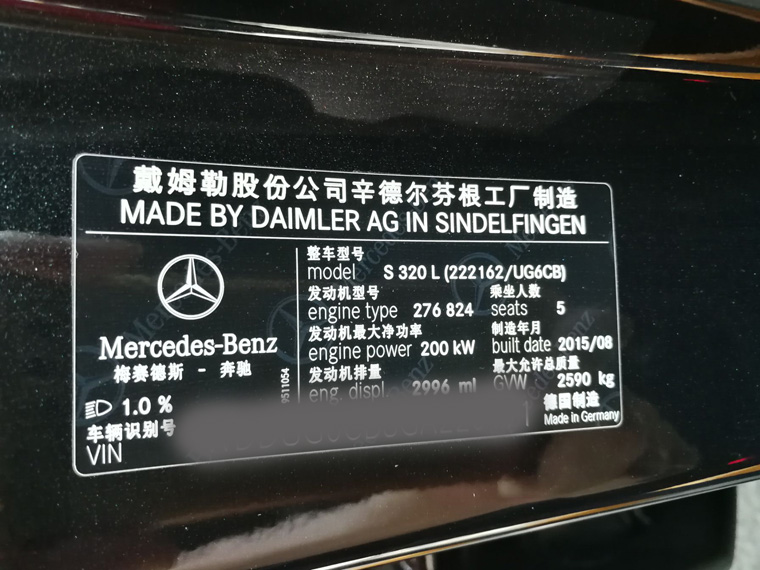 戴姆勒股份公司辛德尔芬根工厂制造
MADE BY DAIMLER AG IN SINDELFINGEN
Mercedes-Benz
梅赛德斯 - 奔驰
1.0 %
整车型号
model S 320 L (222162/UG6CB)
发动机型号 乘坐人数
engine type 276 824 seats 5
发动机最大净功率 制造年月
engine power 200 kW built date 2015/08
发动机排量 最大允许总质量
eng. displ. 2996 ml GVW 2590 kg
德国制造
Made in Germany
车辆识别号
VIN
9511054